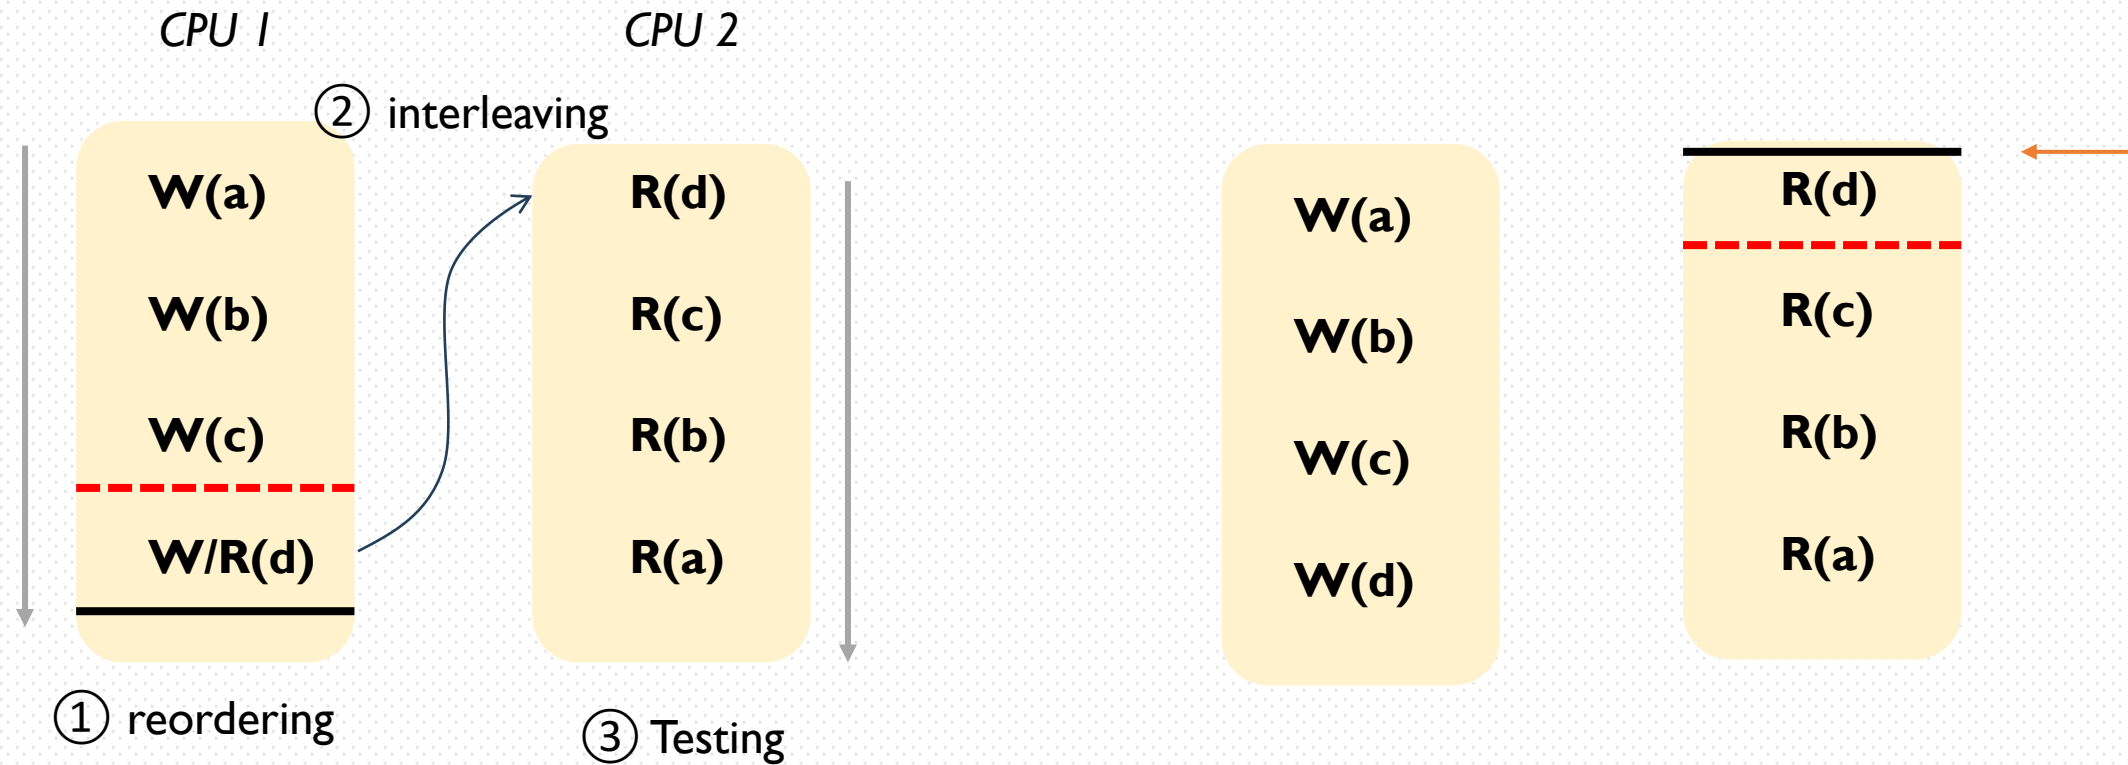 CPU 1
CPU 2
② interleaving
W(a)
W(b)
W(c)
W/R(d)
① reordering
R(d)
R(c)
R(b)
R(a)
③ Testing
W(a)
W(b)
W(c)
W(d)
R(d)
R(c)
R(b)
R(a)